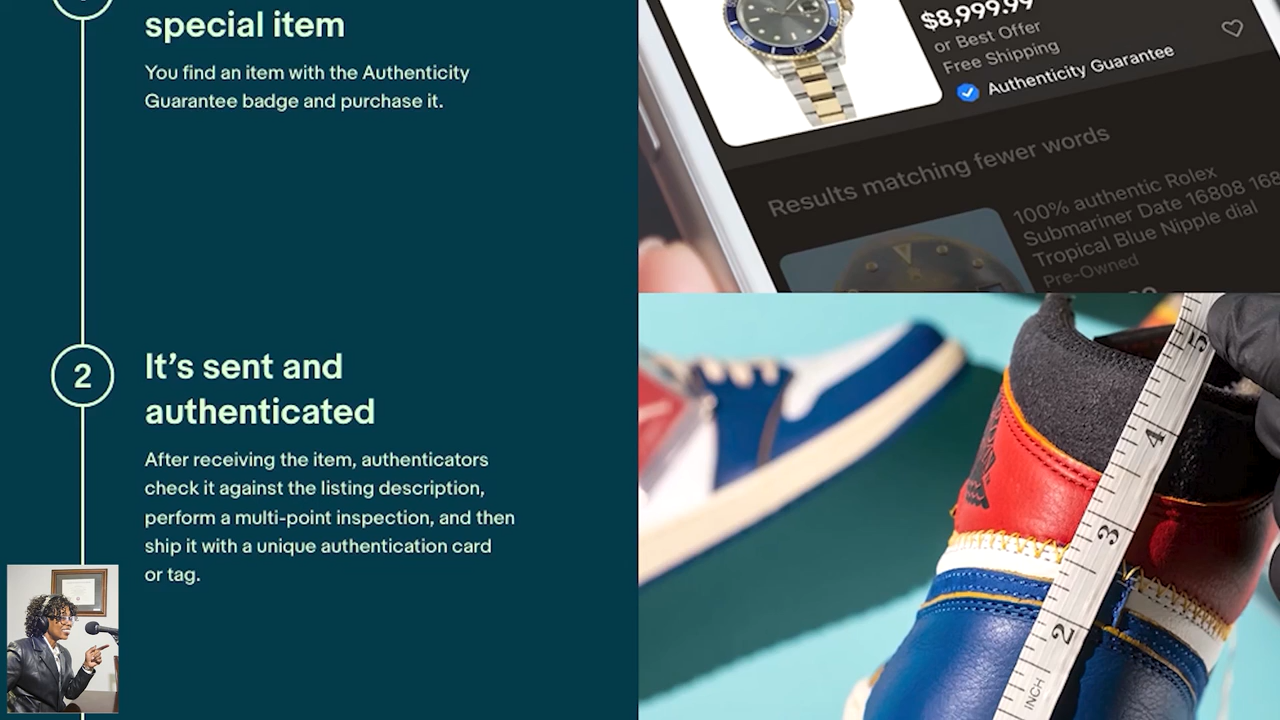 special item
You find an item with the Authenticity
Guarantee badge and purchase it.
2
It’s sent and
authenticated
After receiving the item, authenticators
check it against the listing description,
perform a multi-point inspection, and then
ship it with a unique authentication card
or tag.
$8,999.99
or Best Offer
Free Shipping
Authenticity Guarantee
Results matching fewer words
100% authentic Rolex
Submariner Date 16808 168
Tropical Blue Nipple dial
Pre-Owned
5
4
3
2
INCH